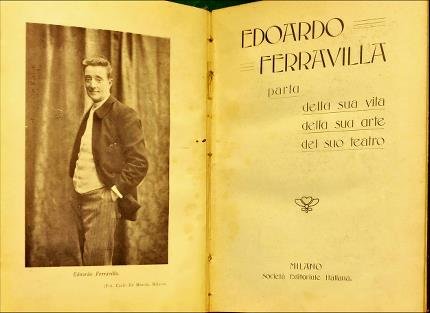 Edoardo Ferravilla.
EDOARDO
FERRAVILLA
parla
della sua vita
della sua arte
del suo teatro
MILANO
Società Editoriale Italiana.